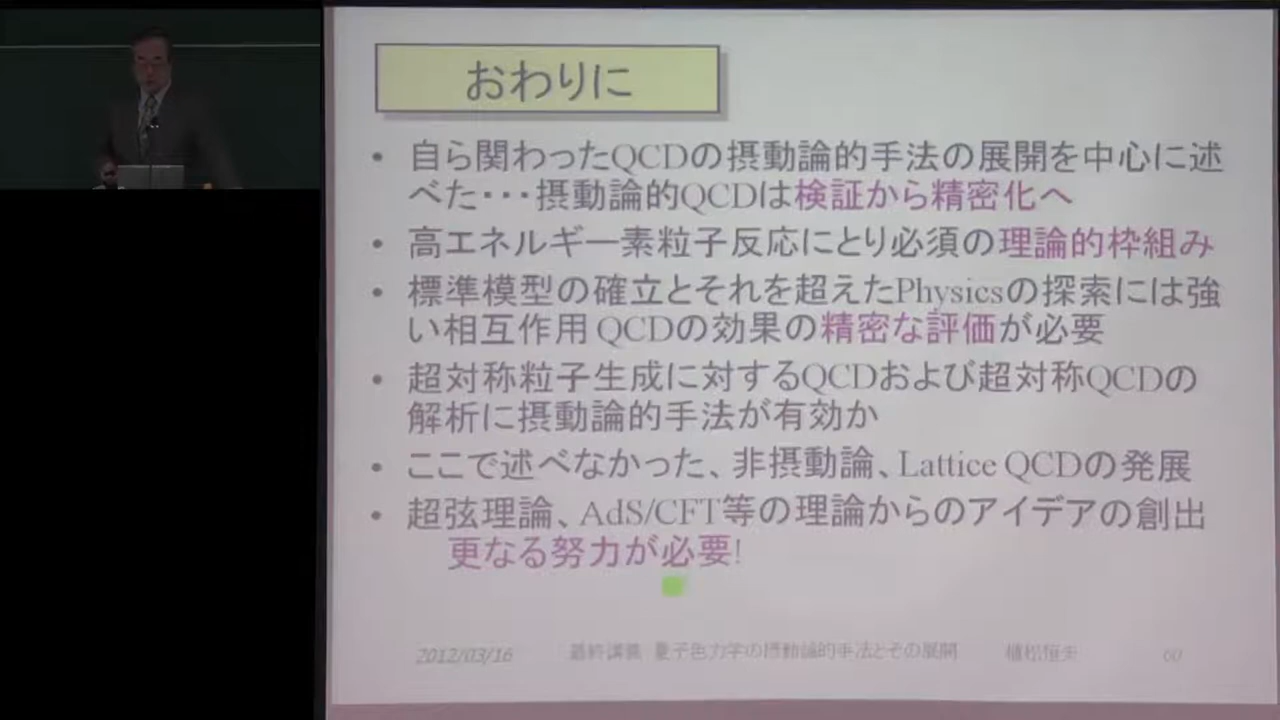 おわりに
• 自ら関わったQCDの摂動論的手法の展開を中心に述
べた・・・摂動論的QCDは検証から精密化へ
• 高エネルギー素粒子反応にとり必須の理論的枠組み
• 標準模型の確立とそれを超えたPhysicsの探索には強
い相互作用 QCDの効果の精密な評価が必要
• 超対称粒子生成に対するQCDおよび超対称QCDの
解析に摂動論的手法が有効か
• ここで述べなかった、非摂動論、Lattice QCDの発展
• 超弦理論、AdS/CFT等の理論からのアイデアの創出
更なる努力が必要!
2012/03/16 最終講義 量子色力学の摂動論的手法とその展開 植松恒夫 60